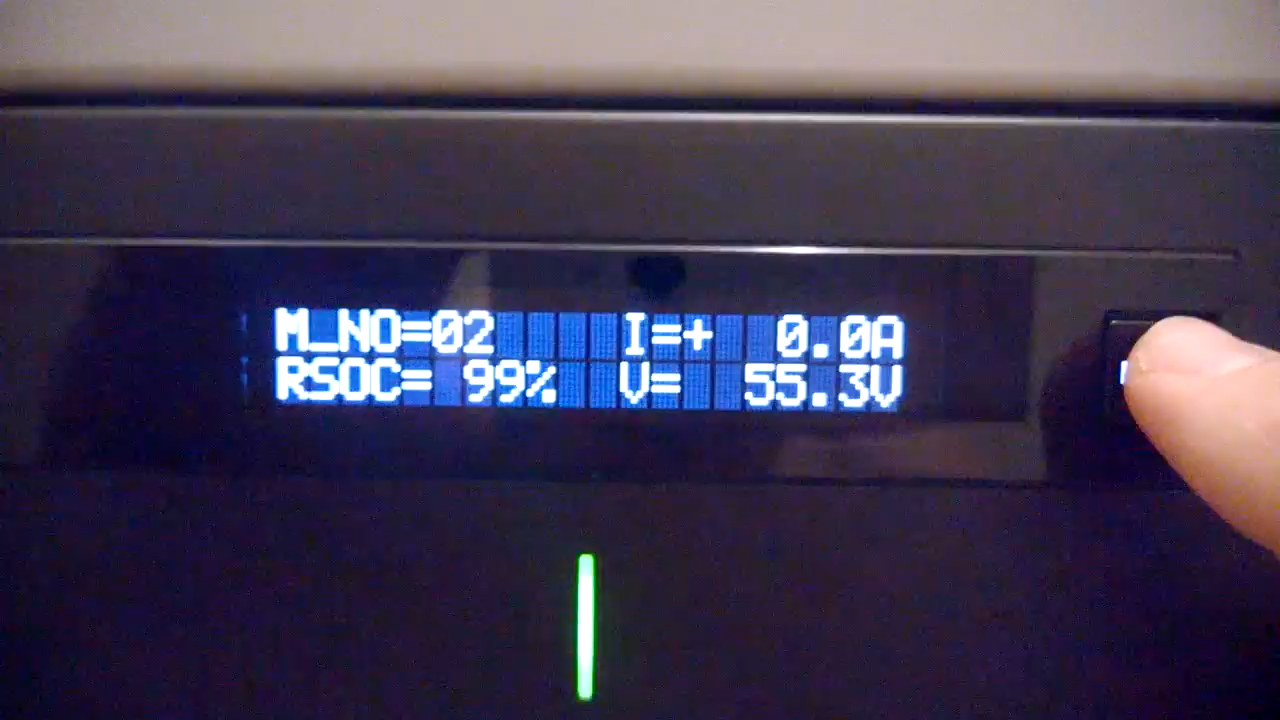 M_NO=02 I=+ 0.0A
RSOC= 99% V= 55.3V